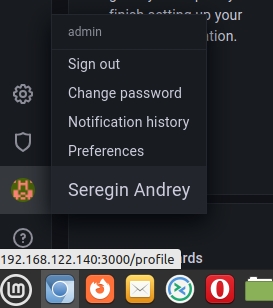 finish setting up your
ation.
admin
Sign out
Change password
Notification history
Preferences
Seregin Andrey
192.168.122.140:3000/profile
rds